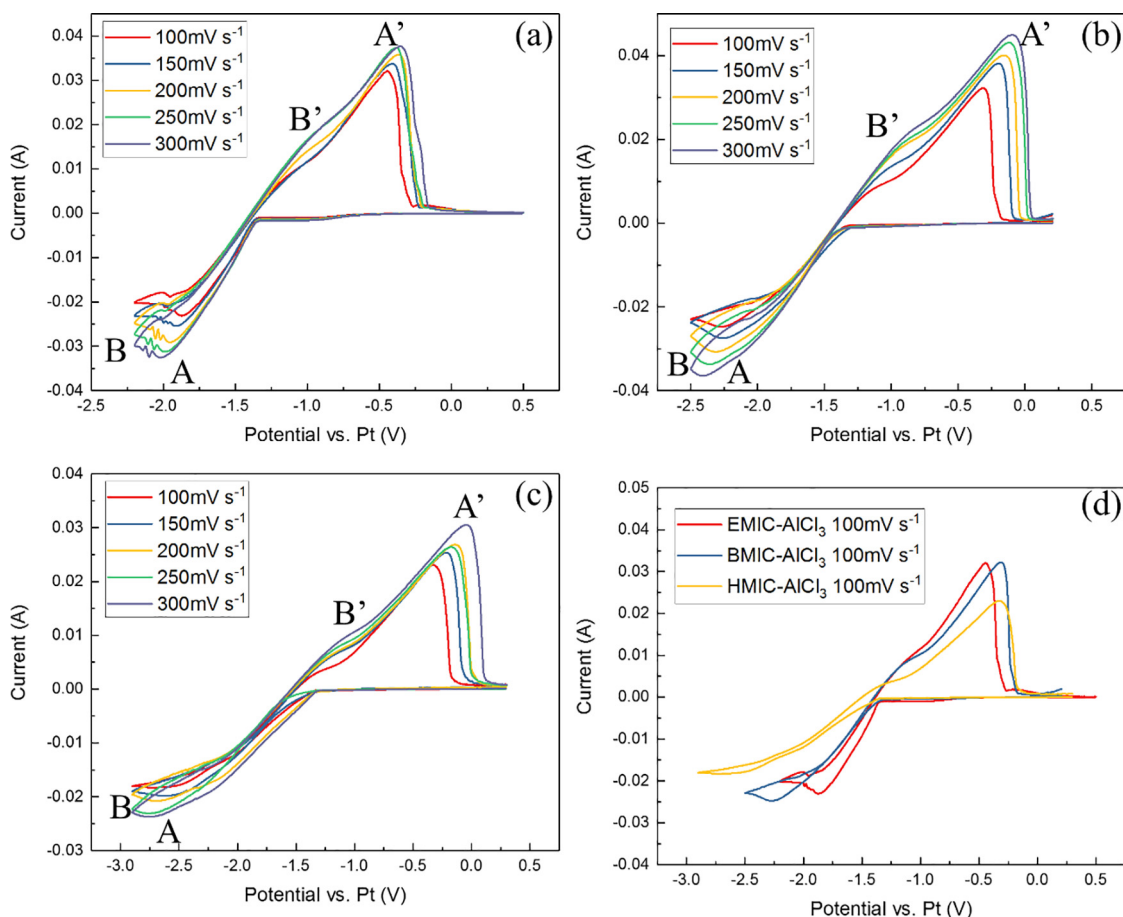 (a)
100mV s⁻¹
150mV s⁻¹
200mV s⁻¹
250mV s⁻¹
300mV s⁻¹
A’
B’
B
A
0.04
0.03
0.02
0.01
0.00
-0.01
-0.02
-0.03
-0.04
Current (A)
-2.5 -2.0 -1.5 -1.0 -0.5 0.0 0.5
Potential vs. Pt (V)
(b)
100mV s⁻¹
150mV s⁻¹
200mV s⁻¹
250mV s⁻¹
300mV s⁻¹
A’
B’
B
A
0.04
0.02
0.00
-0.02
-0.04
Current (A)
-2.5 -2.0 -1.5 -1.0 -0.5 0.0 0.5
Potential vs. Pt (V)
(c)
100mV s⁻¹
150mV s⁻¹
200mV s⁻¹
250mV s⁻¹
300mV s⁻¹
A’
B’
B
A
0.04
0.03
0.02
0.01
0.00
-0.01
-0.02
-0.03
Current (A)
-3.0 -2.5 -2.0 -1.5 -1.0 -0.5 0.0 0.5
Potential vs. Pt (V)
(d)
EMIC-AlCl₃ 100mV s⁻¹
BMIC-AlCl₃ 100mV s⁻¹
HMIC-AlCl₃ 100mV s⁻¹
0.05
0.04
0.03
0.02
0.01
0.00
-0.01
-0.02
-0.03
-0.04
Current (A)
-3.0 -2.5 -2.0 -1.5 -1.0 -0.5 0.0 0.5
Potential vs. Pt (V)